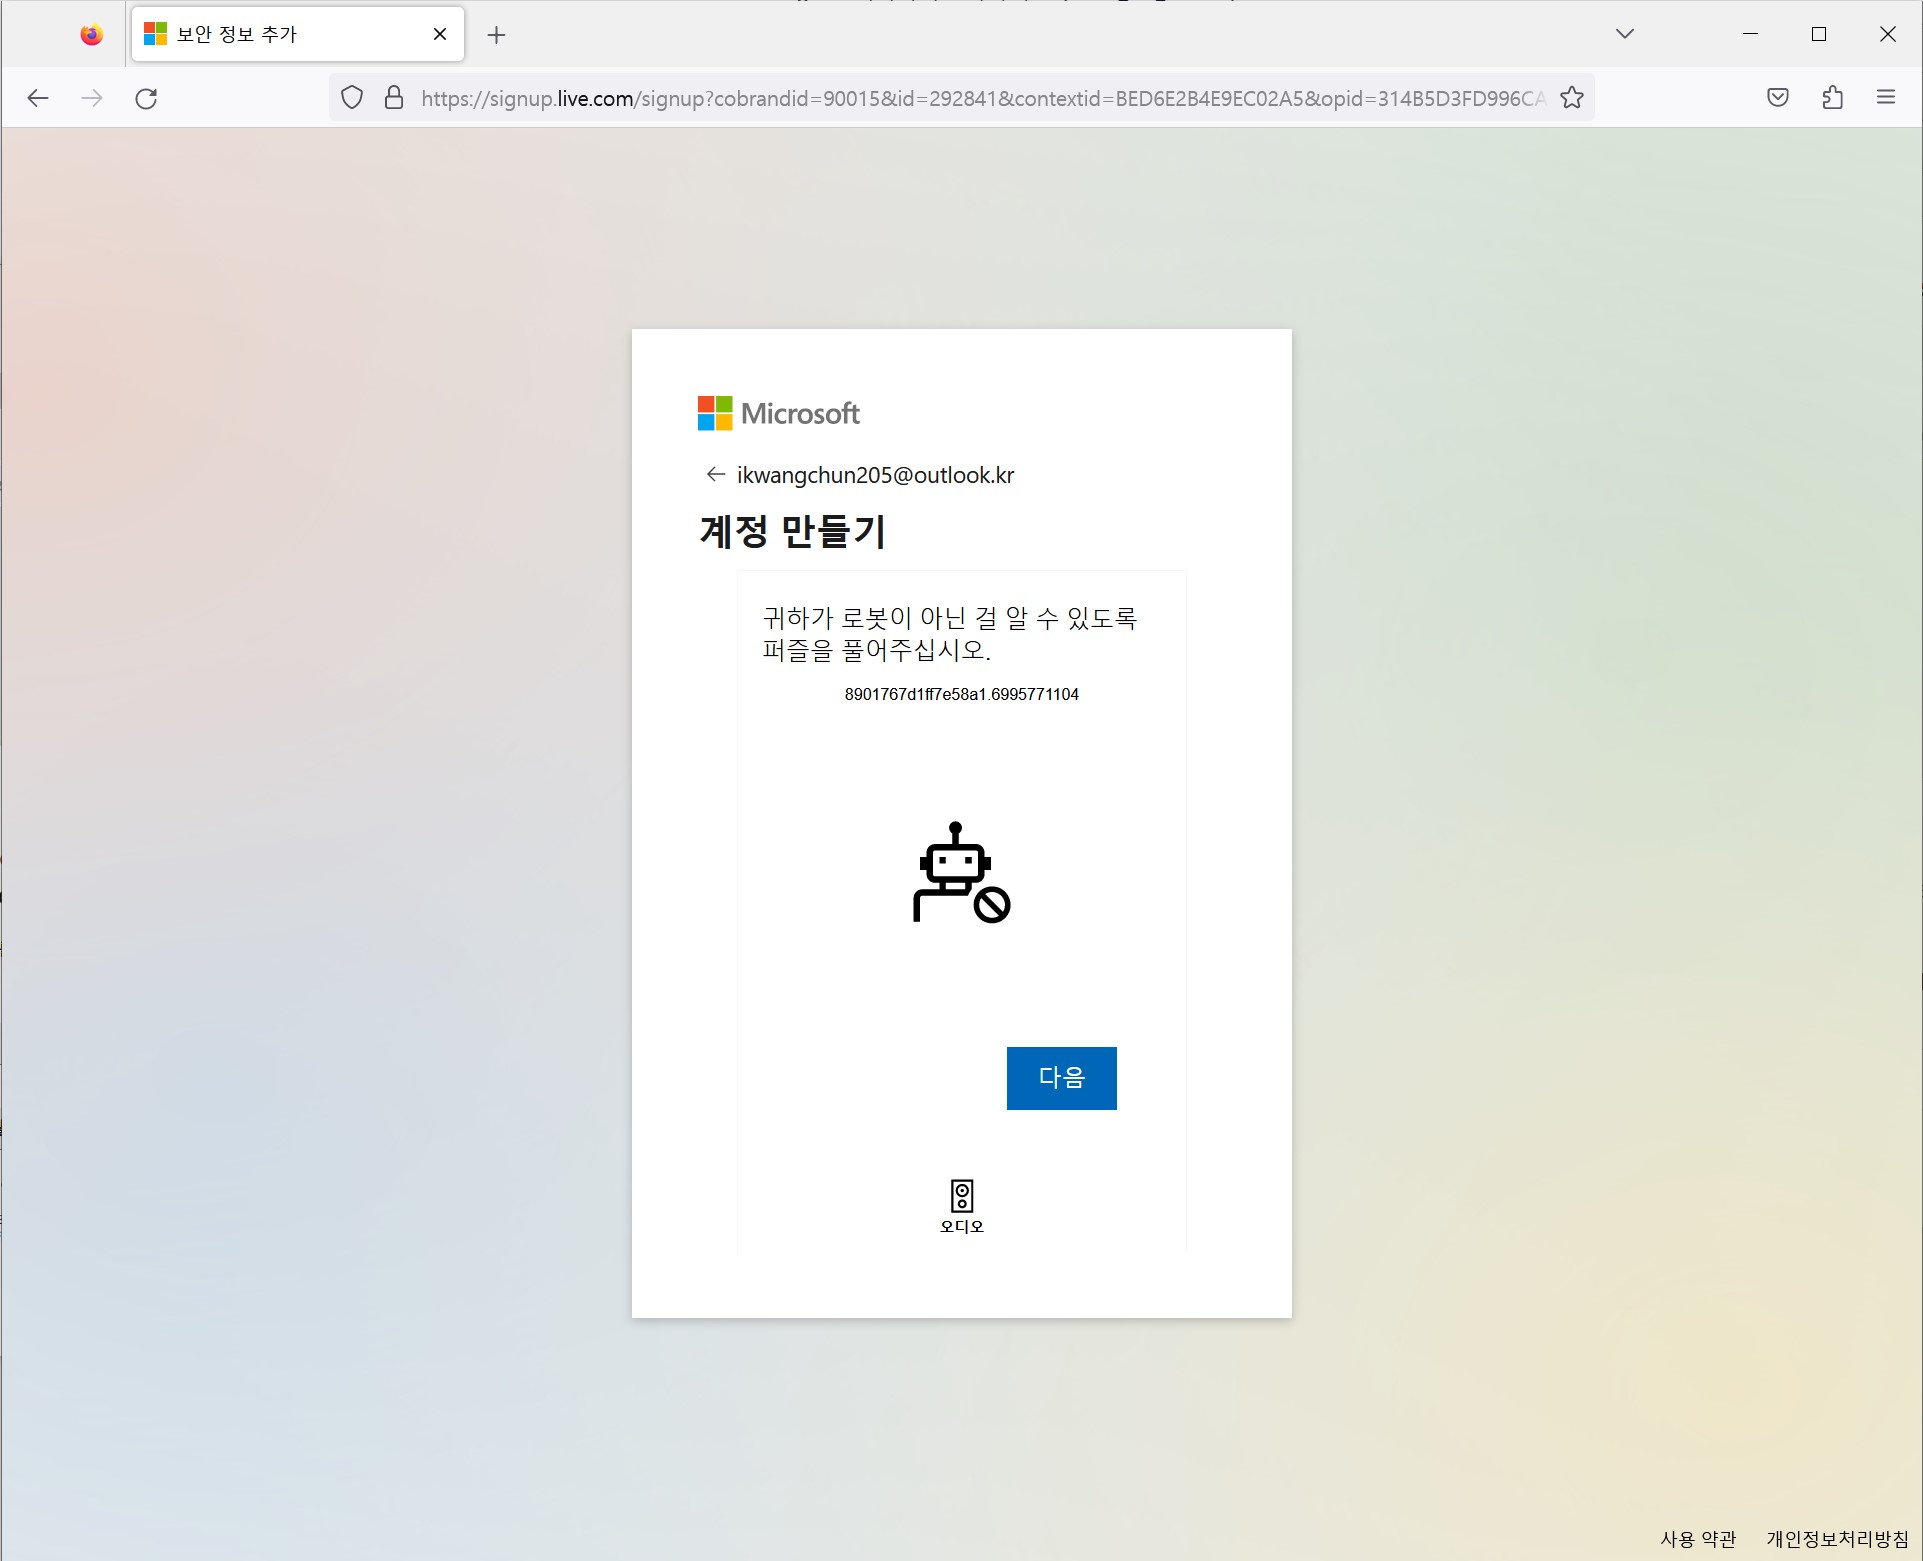 보안 정보 추가
https://signup.live.com/signup?cobrandid=90015&id=292841&contextid=BED6E2B4E9EC02A5&opid=314B5D3FD996CA
Microsoft
ikwangchun205@outlook.kr
계정 만들기
귀하가 로봇이 아닌 걸 알 수 있도록
퍼즐을 풀어주십시오.
8901767d1ff7e58a1.6995771104
다음
오디오
사용 약관 개인정보처리방침